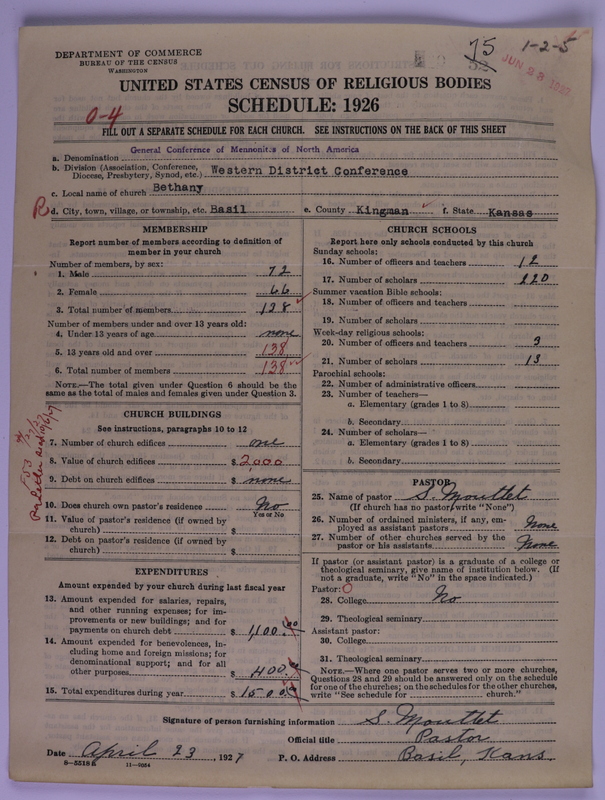 DEPARTMENT OF COMMERCE
BUREAU OF THE CENSUS
WASHINGTON
75
52
1-2-5
JUN 23 1927
UNITED STATES CENSUS OF RELIGIOUS BODIES
SCHEDULE: 1926
0-4
FILL OUT A SEPARATE SCHEDULE FOR EACH CHURCH. SEE INSTRUCTIONS ON THE BACK OF THIS SHEET
General Conference of Mennonites of North America
a. Denomination
b. Division (Association, Conference, Diocese, Presbytery, Synod, etc.) Western District Conference
c. Local name of church Bethany
R d. City, town, village, or township, etc. Basil e. County Kingman f. State Kansas
MEMBERSHIP
Report number of members according to definition of member in your church
Number of members, by sex:
1. Male 72
2. Female 66
3. Total number of members 138
Number of members under and over 13 years old:
4. Under 13 years of age none
5. 13 years old and over 138
6. Total number of members 138
NOTE.—The total given under Question 6 should be the same as the total of males and females given under Question 3.
CHURCH BUILDINGS
See instructions, paragraphs 10 to 12
7. Number of church edifices one
8. Value of church edifices $ 2000
9. Debt on church edifices $ none
10. Does church own pastor's residence No
Yes or No
11. Value of pastor's residence (if owned by church) $
12. Debt on pastor's residence (if owned by church) $
EXPENDITURES
Amount expended by your church during last fiscal year
13. Amount expended for salaries, repairs, and other running expenses; for improvements or new buildings; and for payments on church debt $ 1,100.00
14. Amount expended for benevolences, including home and foreign missions; for denominational support; and for all other purposes $ 400.00
15. Total expenditures during year $ 1500.00
CHURCH SCHOOLS
Report here only schools conducted by this church
Sunday schools:
16. Number of officers and teachers 12
17. Number of scholars 220
Summer vacation Bible schools:
18. Number of officers and teachers
19. Number of scholars
Week-day religious schools:
20. Number of officers and teachers 3
21. Number of scholars 13
Parochial schools:
22. Number of administrative officers
23. Number of teachers—
a. Elementary (grades 1 to 8)
b. Secondary
24. Number of scholars—
a. Elementary (grades 1 to 8)
b. Secondary
PASTOR
25. Name of pastor S. Mouttet
(If church has no pastor, write "None")
26. Number of ordained ministers, if any, employed as assistant pastors None
27. Number of other churches served by the pastor or his assistants None
If pastor (or assistant pastor) is a graduate of a college or theological seminary, give name of institution below. (If not a graduate, write "No" in the space indicated.)
Pastor:
28. College No
29. Theological seminary
Assistant pastor:
30. College
31. Theological seminary
NOTE.—Where one pastor serves two or more churches, Questions 28 and 29 should be answered only on the schedule for one of the churches; on the schedules for the other churches, write "See schedule for church."
Signature of person furnishing information S. Mouttet
Official title Pastor
Date April 23, 1927 P. O. Address Basil, Kans
8-5518 R 11-9054